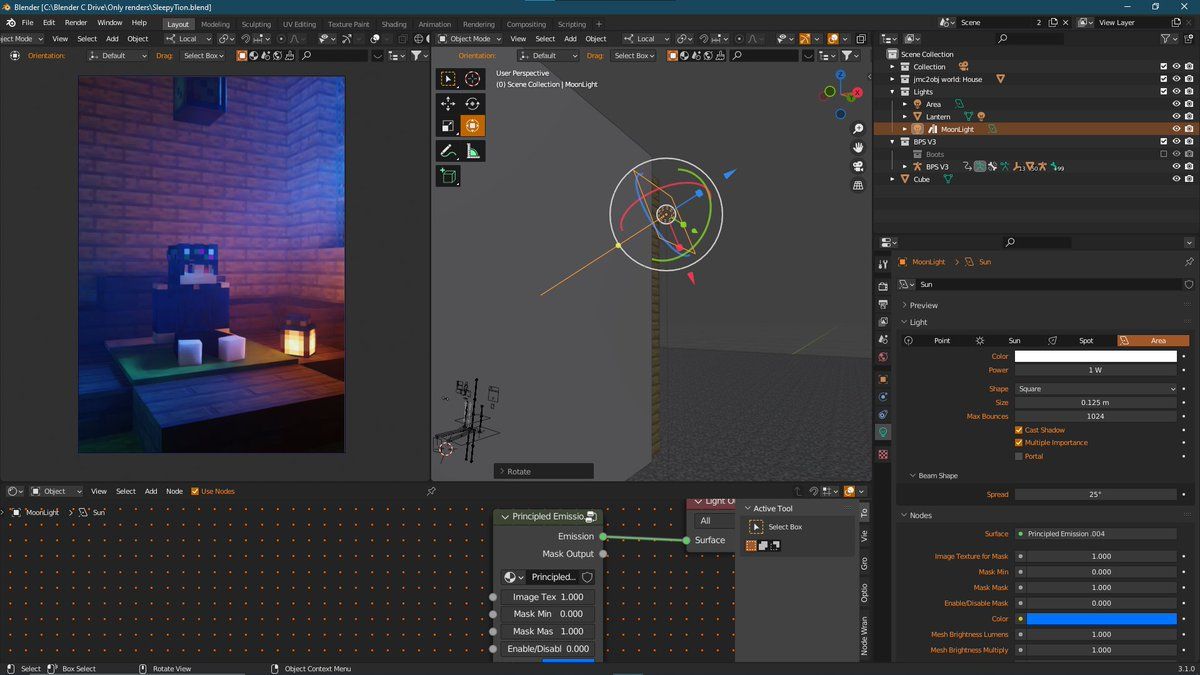 Blender [C:\Blender C Drive\Only renders\SleepyTion.blend]
File Edit Render Window Help Layout Modeling Sculpting UV Editing Texture Paint Shading Animation Rendering Compositing Scripting + Scene 2 View Layer
ject Mode View Select Add Object Local Object Mode View Select Add Object Local
Orientation: Default Drag: Select Box Orientation: Default Drag: Select Box
User Perspective
(0) Scene Collection | MoonLight
Z
X
Y
Rotate
Scene Collection
Collection
jmc2obj world: House
Lights
Area
Lantern
MoonLight
BPS V3
Boots
BPS V3 13 50 99
Cube
MoonLight > Sun
Sun
Preview
Light
Point Sun Spot Area
Color
Power 1 W
Shape Square
Size 0.125 m
Max Bounces 1024
Cast Shadow
Multiple Importance
Portal
Beam Shape
Spread 25°
Nodes
Surface Principled Emission .004
Image Texture for Mask 1.000
Mask Min 0.000
Mask Mask 1.000
Enable/Disable Mask 0.000
Color
Mesh Brightness Lumens 1.000
Mesh Brightness Multiply 1.000
Object View Select Add Node Use Nodes
MoonLight > Sun
Principled Emissio..
Emission
Mask Output
Principled...
Image Tex 1.000
Mask Min 0.000
Mask Mas 1.000
Enable/Disabl 0.000
Light O
All
Surface
Active Tool
Select Box
To
Vie
Gro
Optio
Node Wran
Select Box Select Rotate View Object Context Menu 3.1.0